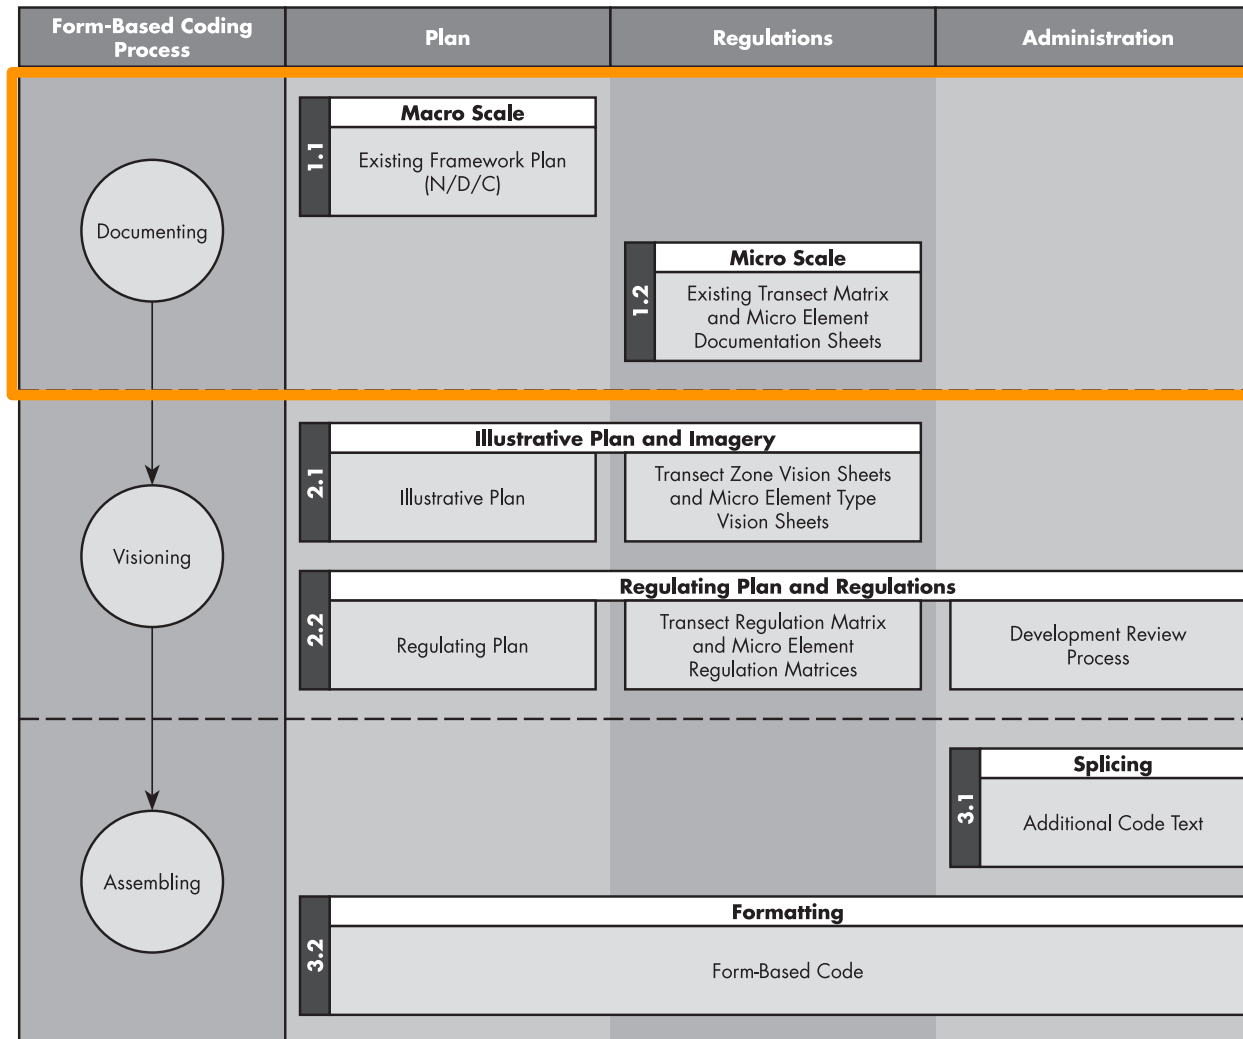 Form-Based Coding
Process
Plan
Regulations
Administration
Documenting
1.1
Macro Scale
Existing Framework Plan
(N/D/C)
1.2
Micro Scale
Existing Transect Matrix
and Micro Element
Documentation Sheets
Visioning
2.1
Illustrative Plan and Imagery
Illustrative Plan
Transect Zone Vision Sheets
and Micro Element Type
Vision Sheets
2.2
Regulating Plan and Regulations
Regulating Plan
Transect Regulation Matrix
and Micro Element
Regulation Matrices
Development Review
Process
Assembling
3.1
Splicing
Additional Code Text
3.2
Formatting
Form-Based Code